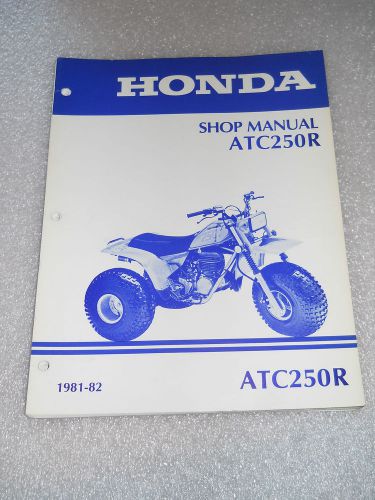 HONDA
SHOP MANUAL
ATC250R
1981-82
ATC250R